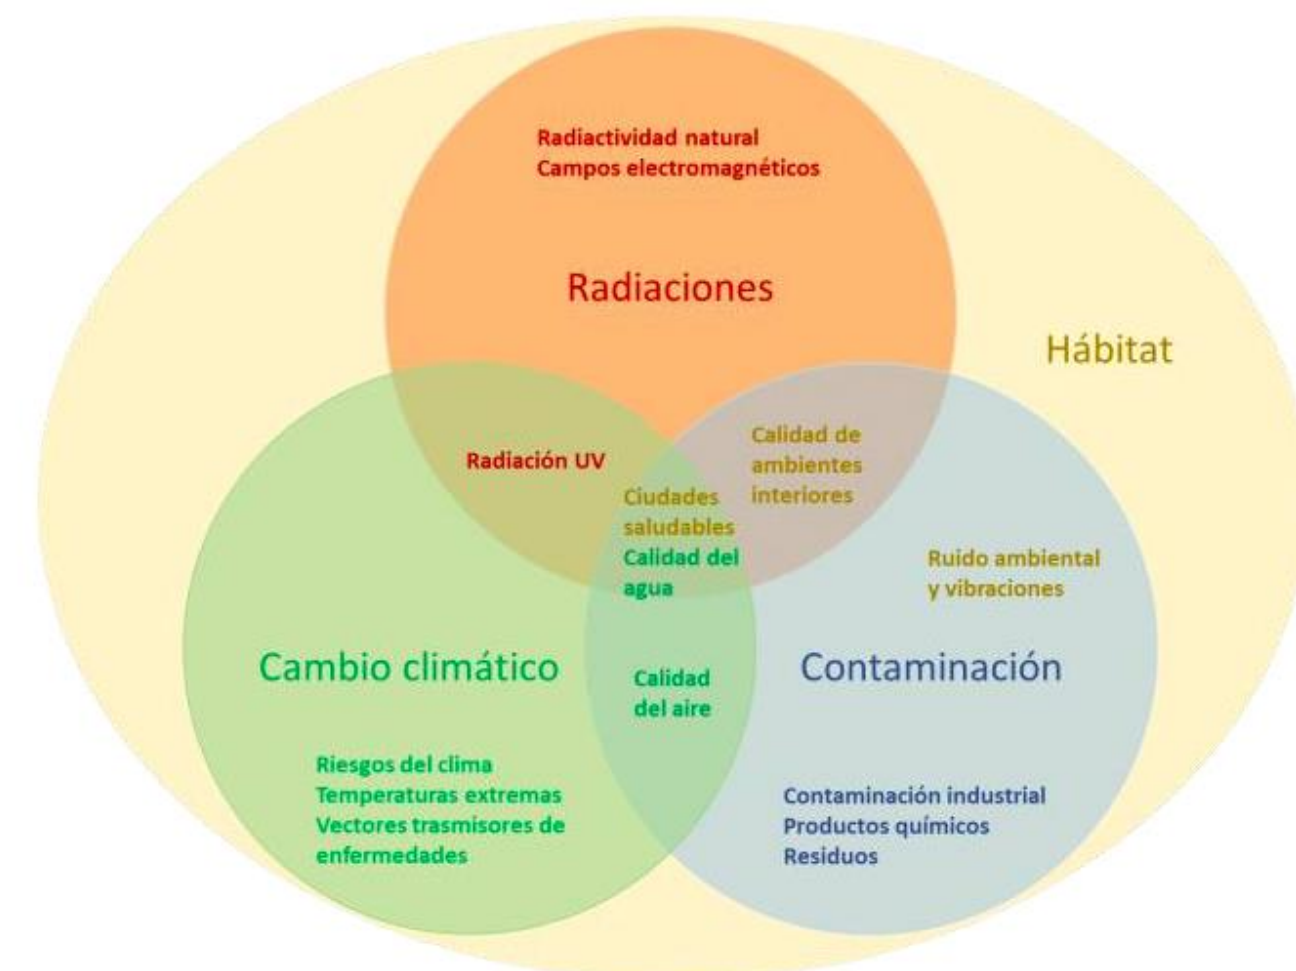 Radiactividad natural
Campos electromagnéticos
Radiaciones
Hábitat
Radiación UV
Calidad de
ambientes
interiores
Ciudades
saludables
Calidad del
agua
Ruido ambiental
y vibraciones
Cambio climático
Calidad
del aire
Contaminación
Riesgos del clima
Temperaturas extremas
Vectores trasmisores de
enfermedades
Contaminación industrial
Productos químicos
Residuos